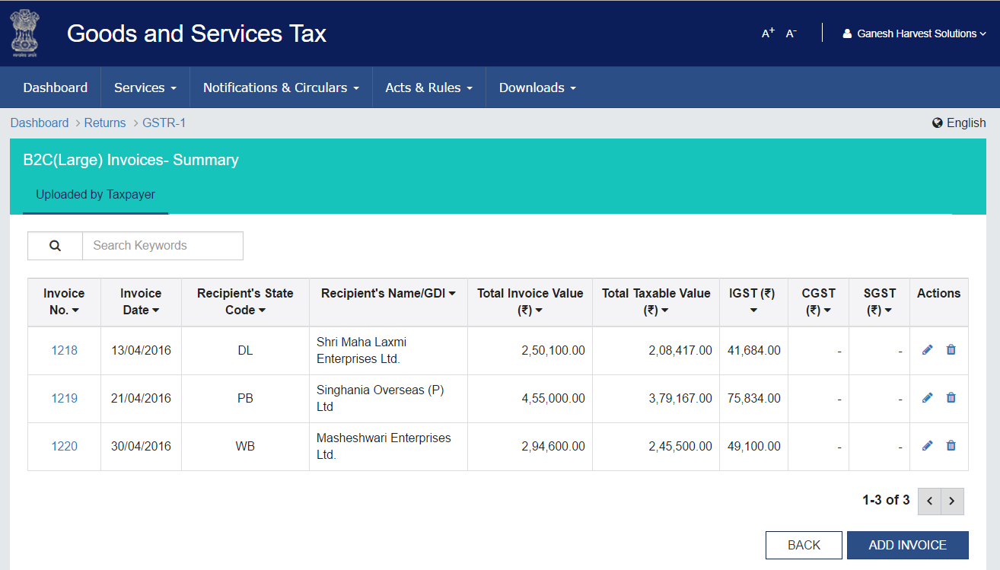 Goods and Services Tax
A+ A- Ganesh Harvest Solutions
Dashboard Services Notifications & Circulars Acts & Rules Downloads
Dashboard > Returns > GSTR-1 English
B2C(Large) Invoices- Summary
Uploaded by Taxpayer
Search Keywords
Invoice No. Invoice Date Recipient's State Code Recipient's Name/GDI Total Invoice Value (₹) Total Taxable Value (₹) IGST (₹) CGST (₹) SGST (₹) Actions
1218 13/04/2016 DL Shri Maha Laxmi Enterprises Ltd. 2,50,100.00 2,08,417.00 41,684.00 - -
1219 21/04/2016 PB Singhania Overseas (P) Ltd 4,55,000.00 3,79,167.00 75,834.00 - -
1220 30/04/2016 WB Masheshwari Enterprises Ltd. 2,94,600.00 2,45,500.00 49,100.00 - -
1-3 of 3 < >
BACK ADD INVOICE